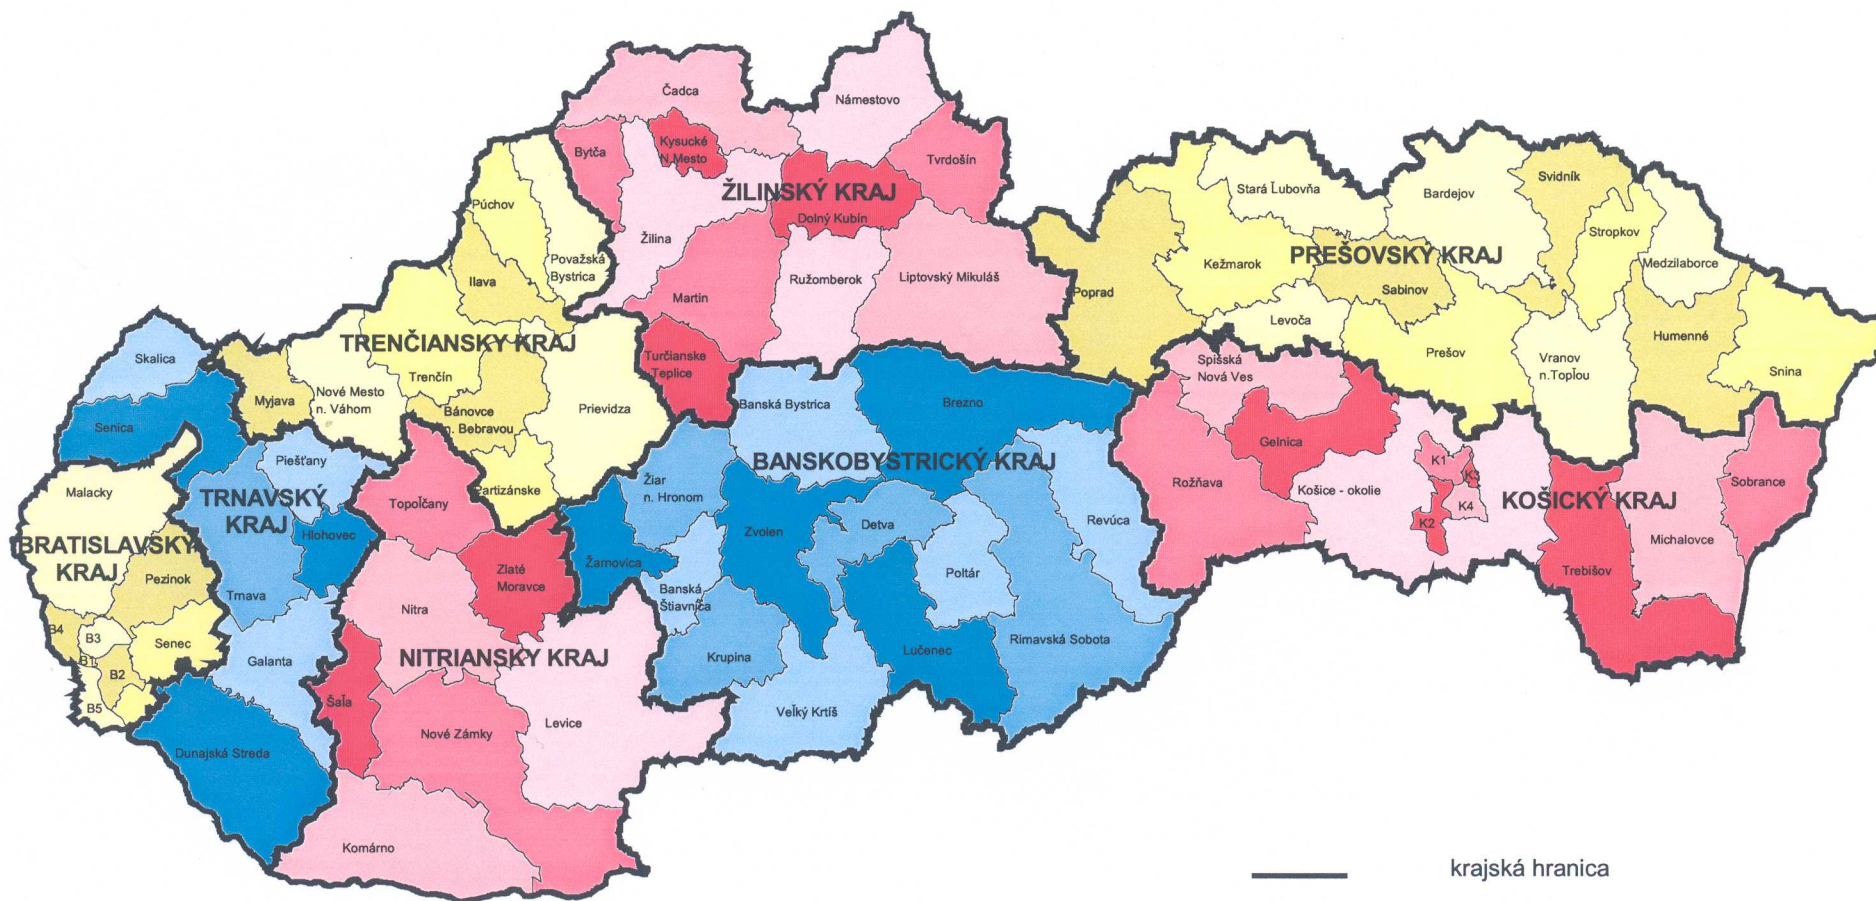 Čadca
Námestovo
Bytča
Kysucké
N.Mesto
Tvrdošín
ŽILINSKÝ KRAJ
Dolný Kubín
Žilina
Ružomberok
Liptovský Mikuláš
Martin
Turčianske
Teplice
Púchov
Považská
Bystrica
Ilava
TRENČIANSKY KRAJ
Trenčín
Myjava
Nové Mesto
n. Váhom
Bánovce
n. Bebravou
Prievidza
Partizánske
Stará Ľubovňa
Bardejov
Svidník
Stropkov
Medzilaborce
Kežmarok
PREŠOVSKÝ KRAJ
Sabinov
Poprad
Levoča
Prešov
Vranov
n.Topľou
Humenné
Snina
Skalica
Senica
Piešťany
TRNAVSKÝ
KRAJ
Hlohovec
Trnava
Galanta
Dunajská Streda
Malacky
BRATISLAVSKÝ
KRAJ
Pezinok
Senec
B4
B3
B1
B2
B5
Topoľčany
Zlaté
Moravce
Nitra
NITRIANSKY KRAJ
Šaľa
Nové Zámky
Levice
Komárno
Banská Bystrica
Brezno
BANSKOBYSTRICKÝ KRAJ
Žiar
n. Hronom
Žarnovica
Zvolen
Detva
Revúca
Banská
Štiavnica
Poltár
Krupina
Lučenec
Rimavská Sobota
Veľký Krtíš
Spišská
Nová Ves
Gelnica
Rožňava
Košice - okolie
K1
K3
K4
K2
KOŠICKÝ KRAJ
Trebišov
Michalovce
Sobrance
krajská hranica